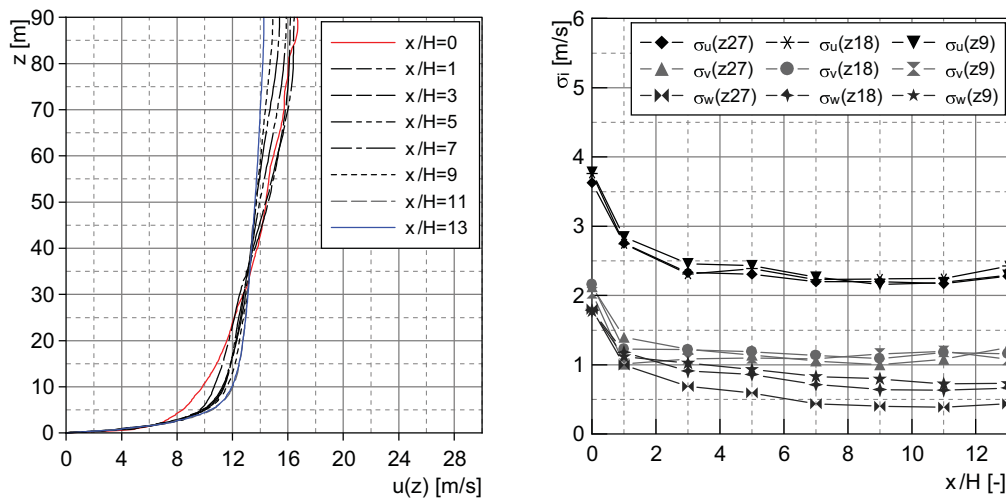 z [m]
90
80
70
60
50
40
30
20
10
0
0 4 8 12 16 20 24 28
u(z) [m/s]
x/H=0
x/H=1
x/H=3
x/H=5
x/H=7
x/H=9
x/H=11
x/H=13
σi [m/s]
6
5
4
3
2
1
0
0 2 4 6 8 10 12
x/H [-]
σu(z27) σu(z18) σu(z9)
σv(z27) σv(z18) σv(z9)
σw(z27) σw(z18) σw(z9)